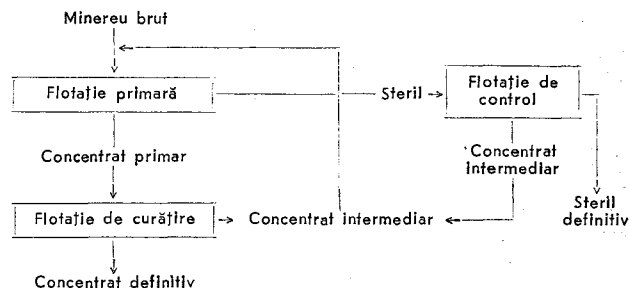 Minereu brut
Flotație primară
Steril
Flotație de
control
Concentrat primar
Concentrat
intermediar
Steril
definitiv
Flotație de curățire
Concentrat intermediar
Concentrat definitiv